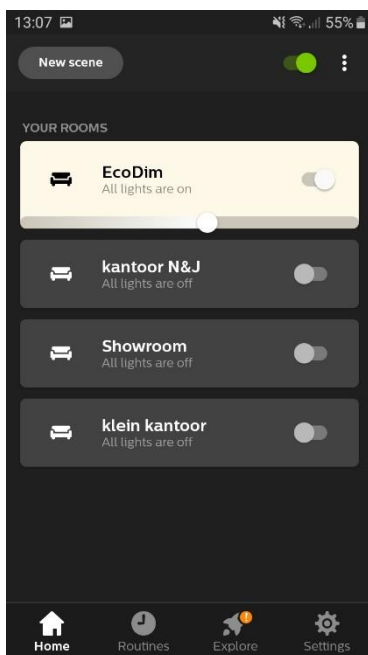 13:07 55%
New scene
YOUR ROOMS
EcoDim
All lights are on
kantoor N&J
All lights are off
Showroom
All lights are off
klein kantoor
All lights are off
Home Routines Explore Settings